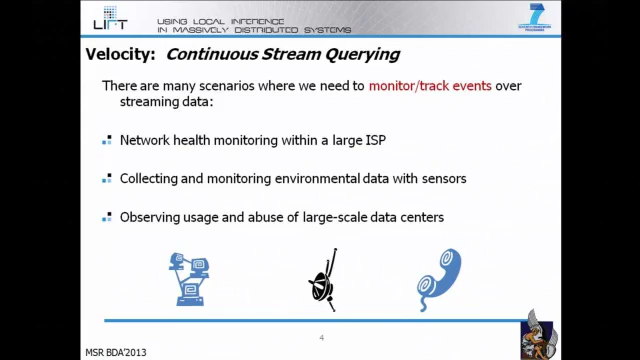 LIFT
USING LOCAL INFERENCE
IN MASSIVELY DISTRIBUTED SYSTEMS
7
Velocity: Continuous Stream Querying
There are many scenarios where we need to monitor/track events over
streaming data:
Network health monitoring within a large ISP
Collecting and monitoring environmental data with sensors
Observing usage and abuse of large-scale data centers
4
MSR BDA'2013